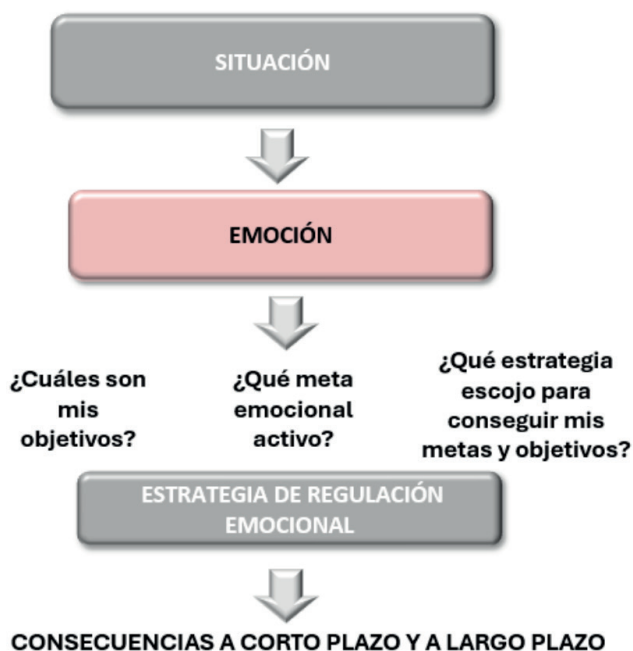 SITUACIÓN
EMOCIÓN
¿Cuáles son
mis
objetivos?
¿Qué meta
emocional
activo?
¿Qué estrategia
escojo para
conseguir mis
metas y objetivos?
ESTRATEGIA DE REGULACIÓN
EMOCIONAL
CONSECUENCIAS A CORTO PLAZO Y A LARGO PLAZO